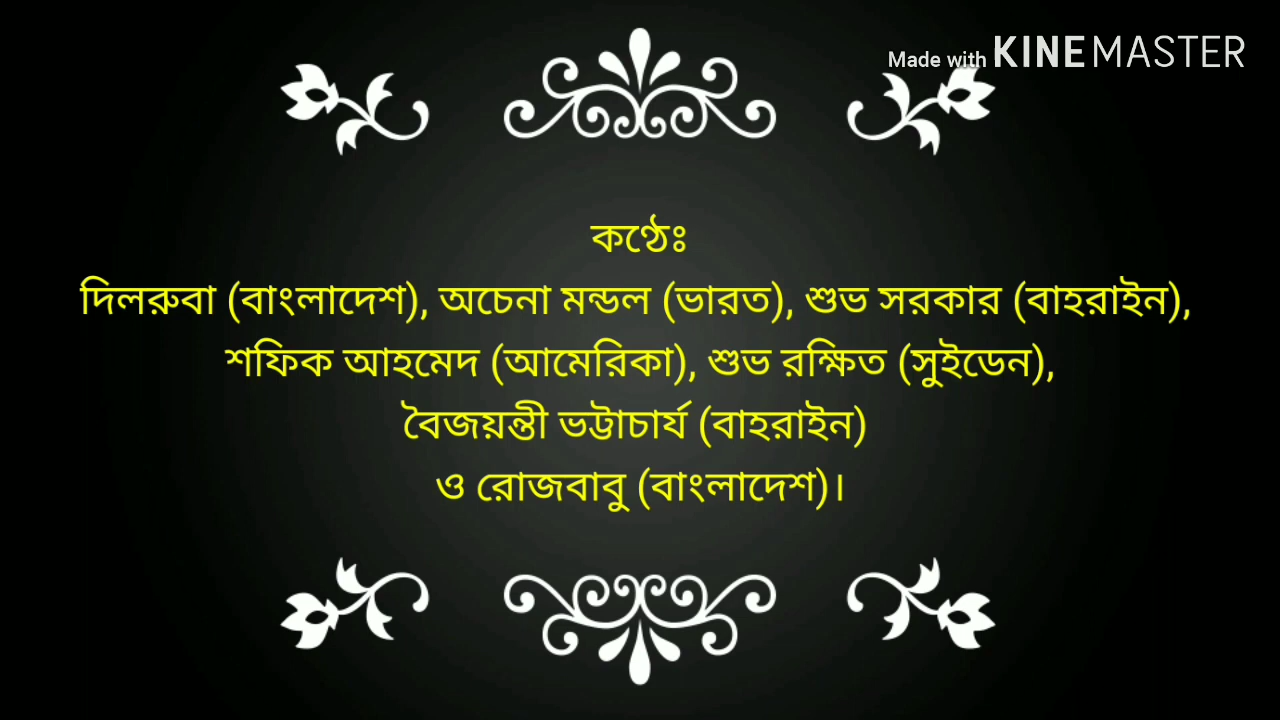 Made with KINEMASTER
কণ্ঠেঃ
দিলরুবা (বাংলাদেশ), অচেনা মন্ডল (ভারত), শুভ সরকার (বাহরাইন),
শফিক আহমেদ (আমেরিকা), শুভ রক্ষিত (সুইডেন),
বৈজয়ন্তী ভট্টাচার্য (বাহরাইন)
ও রোজবাবু (বাংলাদেশ)।